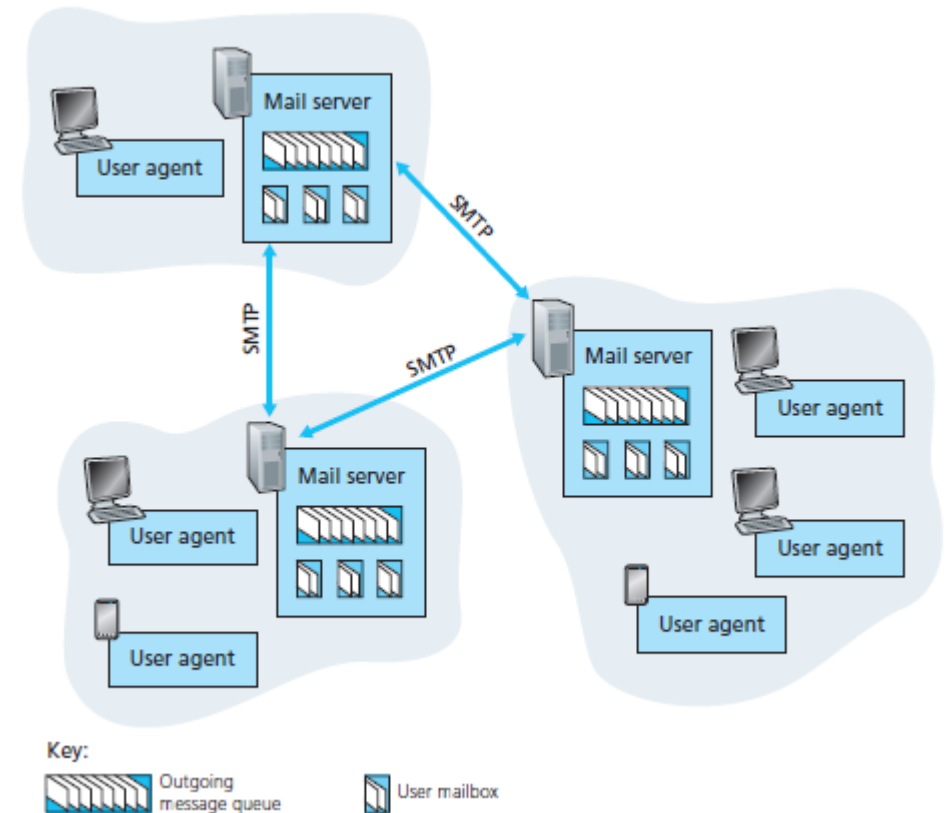 Mail server
User agent
SMTP
SMTP
SMTP
Mail server
User agent
User agent
User agent
Mail server
User agent
User agent
Key:
Outgoing
message queue
User mailbox